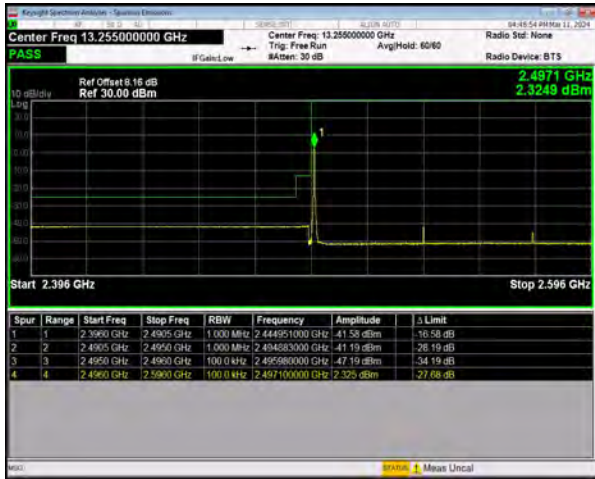 Keysight Spectrum Analyzer - Spurious Emissions
Center Freq 13.255000000 GHz
PASS
IFGain:Low
SENSE:INT
ALIGN AUTO
Center Freq: 13.255000000 GHz
Trig: Free Run
Avg|Hold: 60/60
#Atten: 30 dB
04:48:54 PM Mar 11, 2024
Radio Std: None
Radio Device: BTS
10 dB/div
Log
Ref Offset 8.16 dB
Ref 30.00 dBm
2.4971 GHz
2.3249 dBm
1
Start 2.396 GHz
Stop 2.596 GHz
Spur Range Start Freq Stop Freq RBW Frequency Amplitude Δ Limit
1 1 2.3960 GHz 2.4905 GHz 1.000 MHz 2.444951000 GHz -41.58 dBm -16.58 dB
2 2 2.4905 GHz 2.4950 GHz 1.000 MHz 2.494883000 GHz -41.19 dBm -28.19 dB
3 3 2.4950 GHz 2.4960 GHz 100.0 kHz 2.495980000 GHz -47.19 dBm -34.19 dB
4 4 2.4960 GHz 2.5960 GHz 100.0 kHz 2.497100000 GHz 2.325 dBm -27.68 dB
MSG
STATUS
Meas Uncal